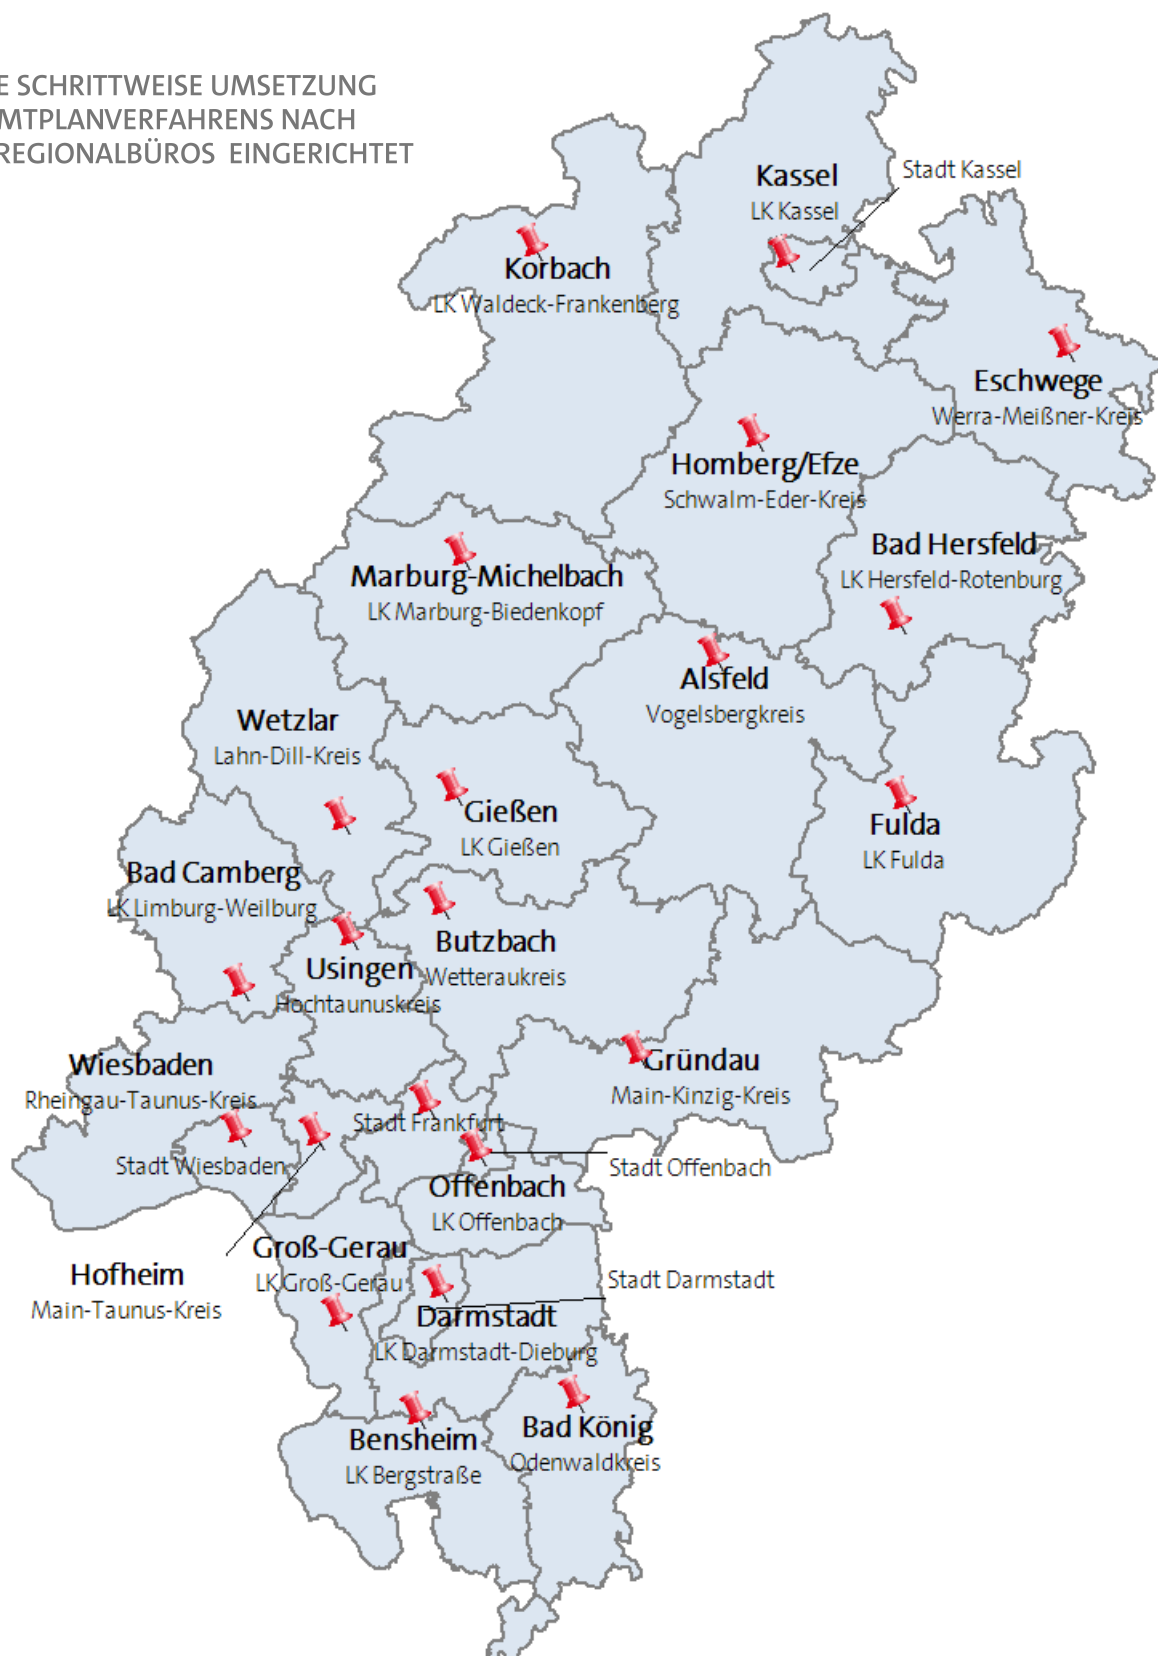 E SCHRITTWEISE UMSETZUNG
MTPLANVERFAHRENS NACH
REGIONALBÜROS EINGERICHTET
Kassel
LK Kassel
Stadt Kassel
Korbach
LK Waldeck-Frankenberg
Eschwege
Werra-Meißner-Kreis
Homberg/Efze
Schwalm-Eder-Kreis
Bad Hersfeld
LK Hersfeld-Rotenburg
Marburg-Michelbach
LK Marburg-Biedenkopf
Alsfeld
Vogelsbergkreis
Wetzlar
Lahn-Dill-Kreis
Gießen
LK Gießen
Fulda
LK Fulda
Bad Camberg
LK Limburg-Weilburg
Butzbach
Wetteraukreis
Usingen
Hochtaunuskreis
Wiesbaden
Rheingau-Taunus-Kreis
Gründau
Main-Kinzig-Kreis
Stadt Frankfurt
Stadt Wiesbaden
Stadt Offenbach
Offenbach
LK Offenbach
Groß-Gerau
LK Groß-Gerau
Hofheim
Main-Taunus-Kreis
Stadt Darmstadt
Darmstadt
LK Darmstadt-Dieburg
Bad König
Odenwaldkreis
Bensheim
LK Bergstraße